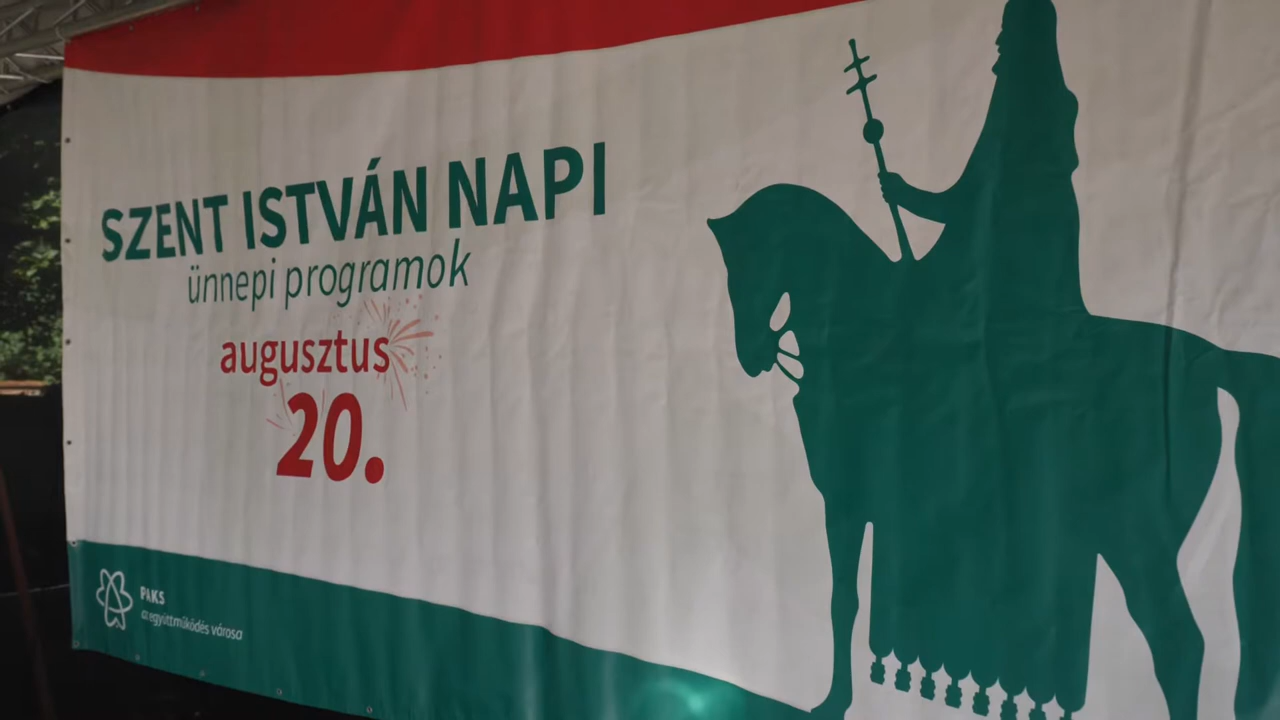 SZENT ISTVÁN NAPI
ünnepi programok
augusztus
20.
PAKS
az együttműködés városa